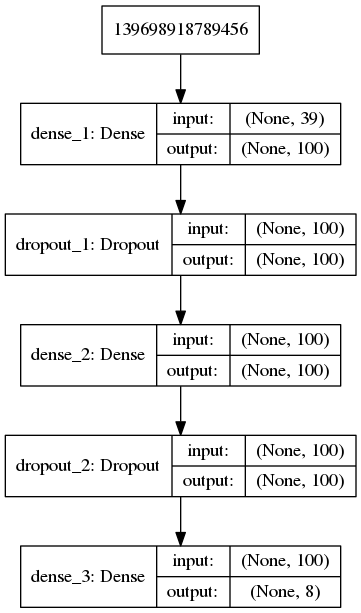 139698918789456
dense_1: Dense
input:
(None, 39)
output:
(None, 100)
dropout_1: Dropout
input:
(None, 100)
output:
(None, 100)
dense_2: Dense
input:
(None, 100)
output:
(None, 100)
dropout_2: Dropout
input:
(None, 100)
output:
(None, 100)
dense_3: Dense
input:
(None, 100)
output:
(None, 8)